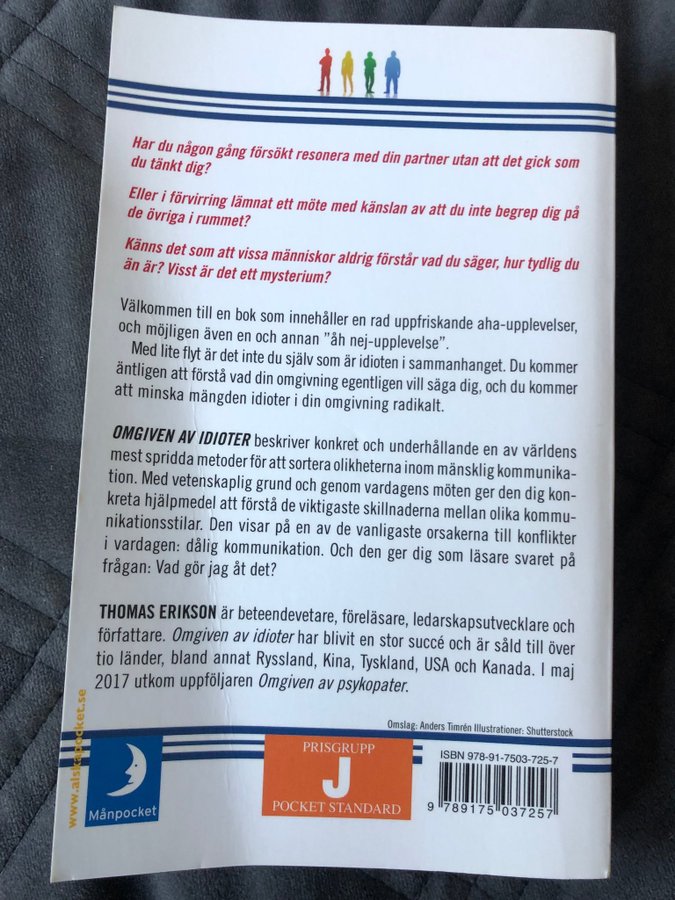 Har du någon gång försökt resonera med din partner utan att det gick som
du tänkt dig?
Eller i förvirring lämnat ett möte med känslan av att du inte begrep dig på
de övriga i rummet?
Känns det som att vissa människor aldrig förstår vad du säger, hur tydlig du
än är? Visst är det ett mysterium?
Välkommen till en bok som innehåller en rad uppfriskande aha-upplevelser,
och möjligen även en och annan "åh nej-upplevelse".
Med lite flyt är det inte du själv som är idioten i sammanhanget. Du kommer
äntligen att förstå vad din omgivning egentligen vill säga dig, och du kommer
att minska mängden idioter i din omgivning radikalt.
OMGIVEN AV IDIOTER beskriver konkret och underhållande en av världens
mest spridda metoder för att sortera olikheterna inom mänsklig kommunika-
tion. Med vetenskaplig grund och genom vardagens möten ger den dig kon-
kreta hjälpmedel att förstå de viktigaste skillnaderna mellan olika kommu-
nikationsstilar. Den visar på en av de vanligaste orsakerna till konflikter
i vardagen: dålig kommunikation. Och den ger dig som läsare svaret på
frågan: Vad gör jag åt det?
THOMAS ERIKSON är beteendevetare, föreläsare, ledarskapsutvecklare och
författare. Omgiven av idioter har blivit en stor succé och är såld till över
tio länder, bland annat Ryssland, Kina, Tyskland, USA och Kanada. I maj
2017 utkom uppföljaren Omgiven av psykopater.
Omslag: Anders Timrén Illustrationer: Shutterstock
www.alskapocket.se
Månpocket
PRISGRUPP
J
POCKET STANDARD
ISBN 978-91-7503-725-7
9 789175 037257